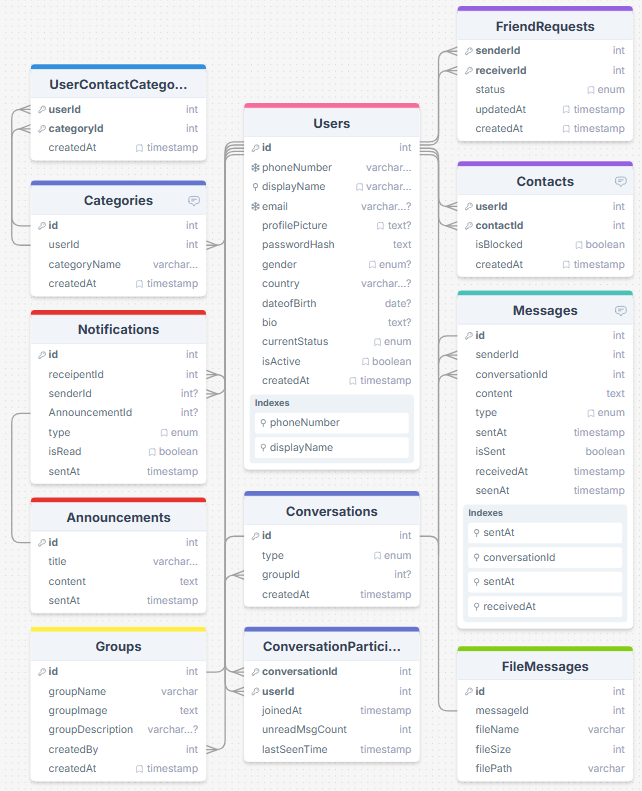 UserContactCatego...
userId int
categoryId int
createdAt timestamp
Categories
id int
userId int
categoryName varchar...
createdAt timestamp
Notifications
id int
receipentId int
senderId int?
AnnouncementId int?
type enum
isRead boolean
sentAt timestamp
Announcements
id int
title varchar...
content text
sentAt timestamp
Groups
id int
groupName varchar
groupImage text
groupDescription varchar...?
createdBy int
createdAt timestamp
Users
id int
phoneNumber varchar...
displayName varchar...
email varchar...?
profilePicture text?
passwordHash text
gender enum?
country varchar...?
dateofBirth date?
bio text?
currentStatus enum
isActive boolean
createdAt timestamp
Indexes
phoneNumber
displayName
Conversations
id int
type enum
groupId int?
createdAt timestamp
ConversationPartici...
conversationId int
userId int
joinedAt timestamp
unreadMsgCount int
lastSeenTime timestamp
FriendRequests
senderId int
receiverId int
status enum
updatedAt timestamp
createdAt timestamp
Contacts
userId int
contactId int
isBlocked boolean
createdAt timestamp
Messages
id int
senderId int
conversationId int
content text
type enum
sentAt timestamp
isSent boolean
receivedAt timestamp
seenAt timestamp
Indexes
sentAt
conversationId
sentAt
receivedAt
FileMessages
id int
messageId int
fileName varchar
fileSize int
filePath varchar